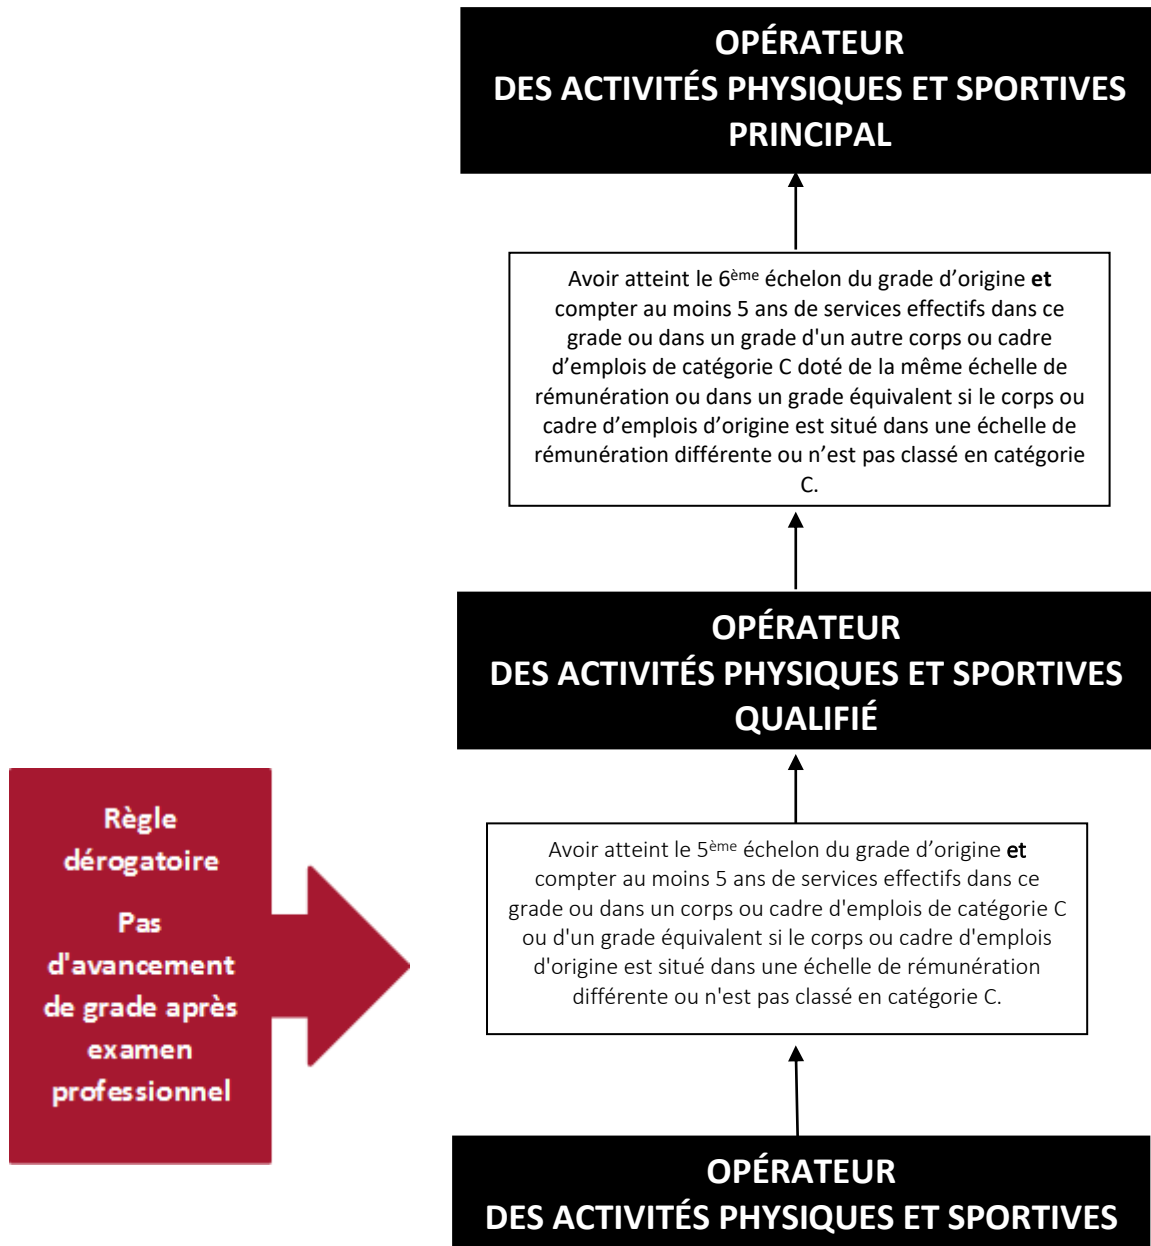 OPÉRATEUR
DES ACTIVITÉS PHYSIQUES ET SPORTIVES
PRINCIPAL
Avoir atteint le 6ème échelon du grade d’origine et
compter au moins 5 ans de services effectifs dans ce
grade ou dans un grade d'un autre corps ou cadre
d’emplois de catégorie C doté de la même échelle de
rémunération ou dans un grade équivalent si le corps ou
cadre d’emplois d’origine est situé dans une échelle de
rémunération différente ou n’est pas classé en catégorie
C.
OPÉRATEUR
DES ACTIVITÉS PHYSIQUES ET SPORTIVES
QUALIFIÉ
Règle
dérogatoire
Pas
d'avancement
de grade après
examen
professionnel
Avoir atteint le 5ème échelon du grade d’origine et
compter au moins 5 ans de services effectifs dans ce
grade ou dans un corps ou cadre d'emplois de catégorie C
ou d'un grade équivalent si le corps ou cadre d'emplois
d'origine est situé dans une échelle de rémunération
différente ou n'est pas classé en catégorie C.
OPÉRATEUR
DES ACTIVITÉS PHYSIQUES ET SPORTIVES